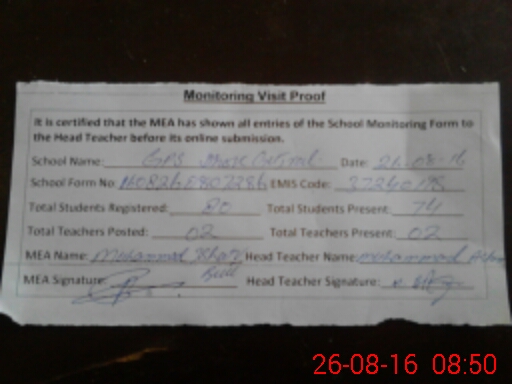 Monitoring Visit Proof
It is certified that the MEA has shown all entries of the School Monitoring Form to
the Head Teacher before its online submission.
School Name: GPS Date: 26-08-16
School Form No: EMIS Code:
Total Students Registered: 80 Total Students Present: 74
Total Teachers Posted: 02 Total Teachers Present: 02
MEA Name: Muhammad Head Teacher Name: Muhammad
MEA Signature: Head Teacher Signature:
26-08-16 08:50